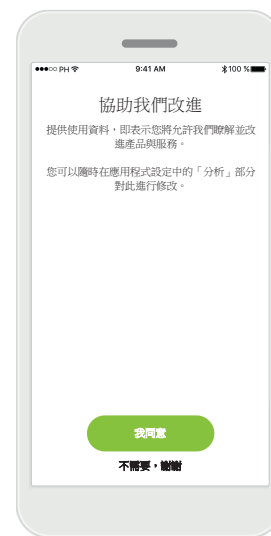 PH 9:41 AM 100 %
協助我們改進
提供使用資料，即表示您將允許我們瞭解並改
進產品與服務。
您可以隨時在應用程式設定中的「分析」部分
對此進行修改。
我同意
不需要，謝謝